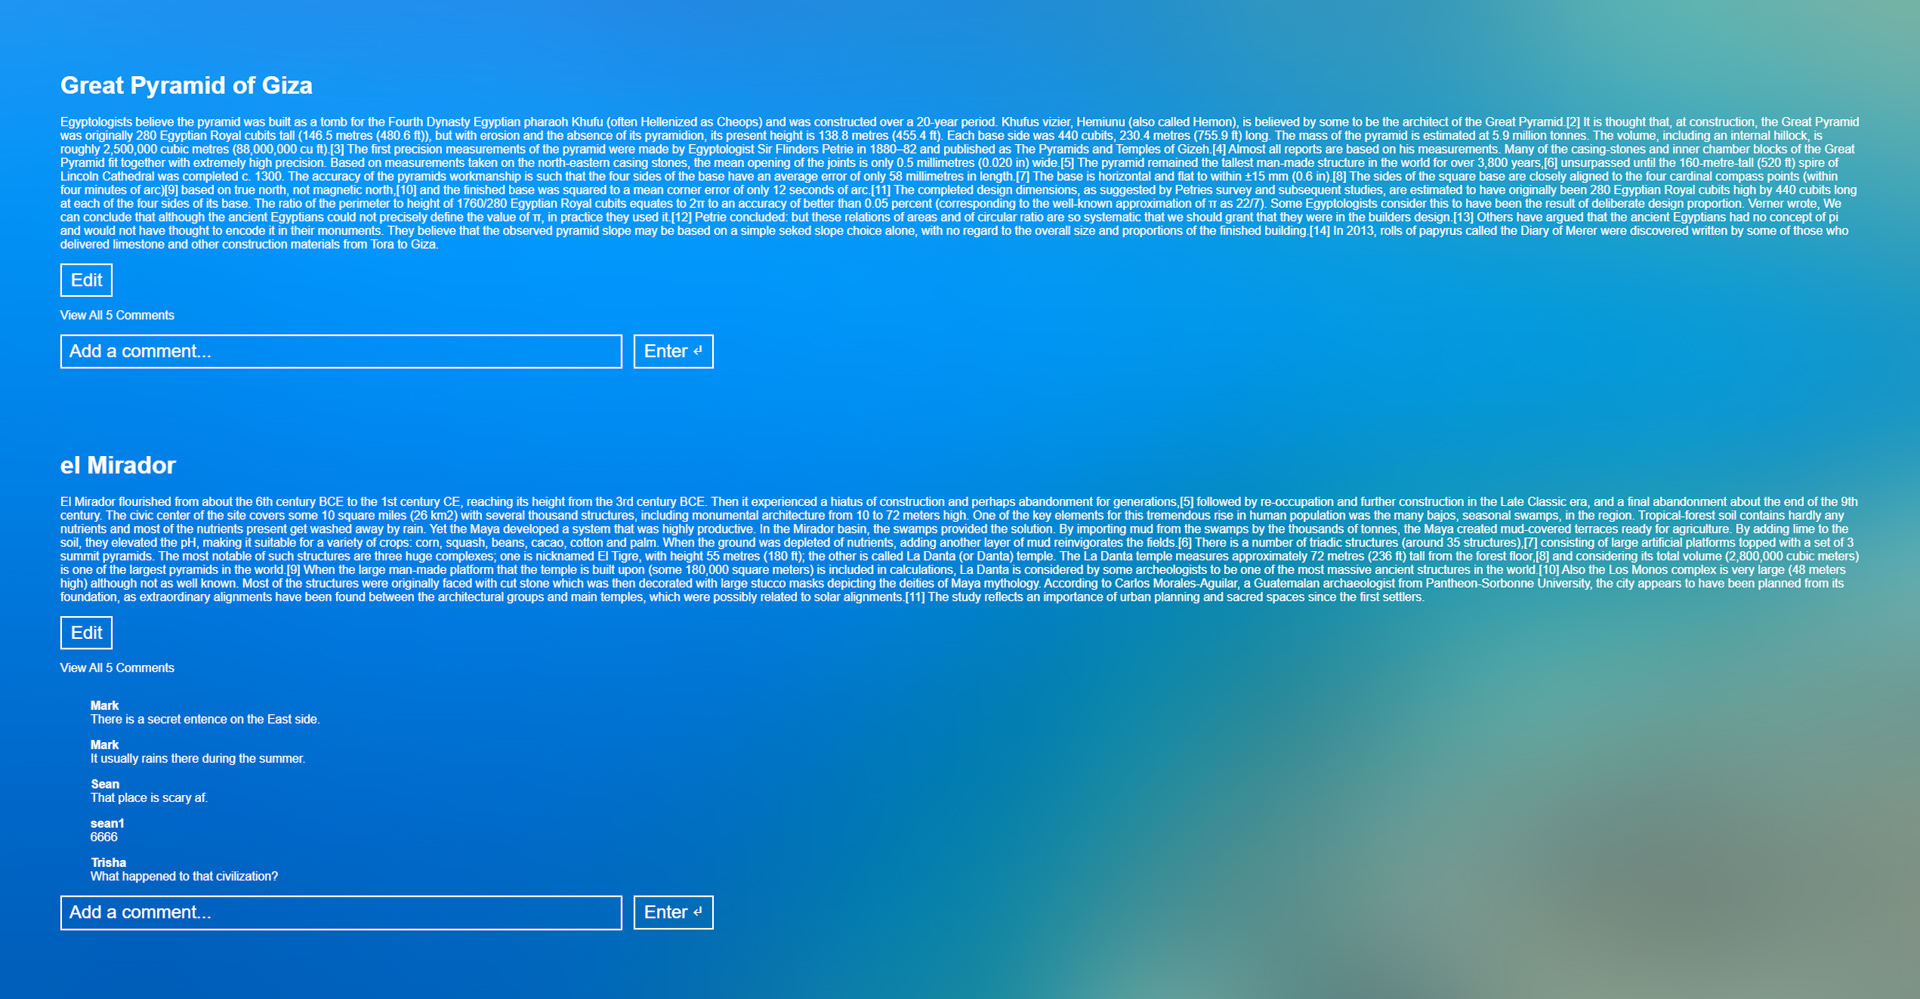 Great Pyramid of Giza
Egyptologists believe the pyramid was built as a tomb for the Fourth Dynasty Egyptian pharaoh Khufu (often Hellenized as Cheops) and was constructed over a 20-year period. Khufus vizier, Hemiunu (also called Hemon), is believed by some to be the architect of the Great Pyramid.[2] It is thought that, at construction, the Great Pyramid
was originally 280 Egyptian Royal cubits tall (146.5 metres (480.6 ft)), but with erosion and the absence of its pyramidion, its present height is 138.8 metres (455.4 ft). Each base side was 440 cubits, 230.4 metres (755.9 ft) long. The mass of the pyramid is estimated at 5.9 million tonnes. The volume, including an internal hillock, is
roughly 2,500,000 cubic metres (88,000,000 cu ft).[3] The first precision measurements of the pyramid were made by Egyptologist Sir Flinders Petrie in 1880–82 and published as The Pyramids and Temples of Gizeh.[4] Almost all reports are based on his measurements. Many of the casing-stones and inner chamber blocks of the Great
Pyramid fit together with extremely high precision. Based on measurements taken on the north-eastern casing stones, the mean opening of the joints is only 0.5 millimetres (0.020 in) wide.[5] The pyramid remained the tallest man-made structure in the world for over 3,800 years,[6] unsurpassed until the 160-metre-tall (520 ft) spire of
Lincoln Cathedral was completed c. 1300. The accuracy of the pyramids workmanship is such that the four sides of the base have an average error of only 58 millimetres in length.[7] The base is horizontal and flat to within ±15 mm (0.6 in).[8] The sides of the square base are closely aligned to the four cardinal compass points (within
four minutes of arc)[9] based on true north, not magnetic north,[10] and the finished base was squared to a mean corner error of only 12 seconds of arc.[11] The completed design dimensions, as suggested by Petries survey and subsequent studies, are estimated to have originally been 280 Egyptian Royal cubits high by 440 cubits long
at each of the four sides of its base. The ratio of the perimeter to height of 1760/280 Egyptian Royal cubits equates to 2π to an accuracy of better than 0.05 percent (corresponding to the well-known approximation of π as 22/7). Some Egyptologists consider this to have been the result of deliberate design proportion. Verner wrote, We
can conclude that although the ancient Egyptians could not precisely define the value of π, in practice they used it.[12] Petrie concluded: but these relations of areas and of circular ratio are so systematic that we should grant that they were in the builders design.[13] Others have argued that the ancient Egyptians had no concept of pi
and would not have thought to encode it in their monuments. They believe that the observed pyramid slope may be based on a simple seked slope choice alone, with no regard to the overall size and proportions of the finished building.[14] In 2013, rolls of papyrus called the Diary of Merer were discovered written by some of those who
delivered limestone and other construction materials from Tora to Giza.
Edit
View All 5 Comments
Add a comment... Enter ↵
el Mirador
El Mirador flourished from about the 6th century BCE to the 1st century CE, reaching its height from the 3rd century BCE. Then it experienced a hiatus of construction and perhaps abandonment for generations,[5] followed by re-occupation and further construction in the Late Classic era, and a final abandonment about the end of the 9th
century. The civic center of the site covers some 10 square miles (26 km2) with several thousand structures, including monumental architecture from 10 to 72 meters high. One of the key elements for this tremendous rise in human population was the many bajos, seasonal swamps, in the region. Tropical-forest soil contains hardly any
nutrients and most of the nutrients present get washed away by rain. Yet the Maya developed a system that was highly productive. In the Mirador basin, the swamps provided the solution. By importing mud from the swamps by the thousands of tonnes, the Maya created mud-covered terraces ready for agriculture. By adding lime to the
soil, they elevated the pH, making it suitable for a variety of crops: corn, squash, beans, cacao, cotton and palm. When the ground was depleted of nutrients, adding another layer of mud reinvigorates the fields.[6] There is a number of triadic structures (around 35 structures),[7] consisting of large artificial platforms topped with a set of 3
summit pyramids. The most notable of such structures are three huge complexes; one is nicknamed El Tigre, with height 55 metres (180 ft); the other is called La Danta (or Danta) temple. The La Danta temple measures approximately 72 metres (236 ft) tall from the forest floor,[8] and considering its total volume (2,800,000 cubic meters)
is one of the largest pyramids in the world.[9] When the large man-made platform that the temple is built upon (some 180,000 square meters) is included in calculations, La Danta is considered by some archeologists to be one of the most massive ancient structures in the world.[10] Also the Los Monos complex is very large (48 meters
high) although not as well known. Most of the structures were originally faced with cut stone which was then decorated with large stucco masks depicting the deities of Maya mythology. According to Carlos Morales-Aguilar, a Guatemalan archaeologist from Pantheon-Sorbonne University, the city appears to have been planned from its
foundation, as extraordinary alignments have been found between the architectural groups and main temples, which were possibly related to solar alignments.[11] The study reflects an importance of urban planning and sacred spaces since the first settlers.
Edit
View All 5 Comments
Mark
There is a secret entence on the East side.
Mark
It usually rains there during the summer.
Sean
That place is scary af.
sean1
6666
Trisha
What happened to that civilization?
Add a comment... Enter ↵